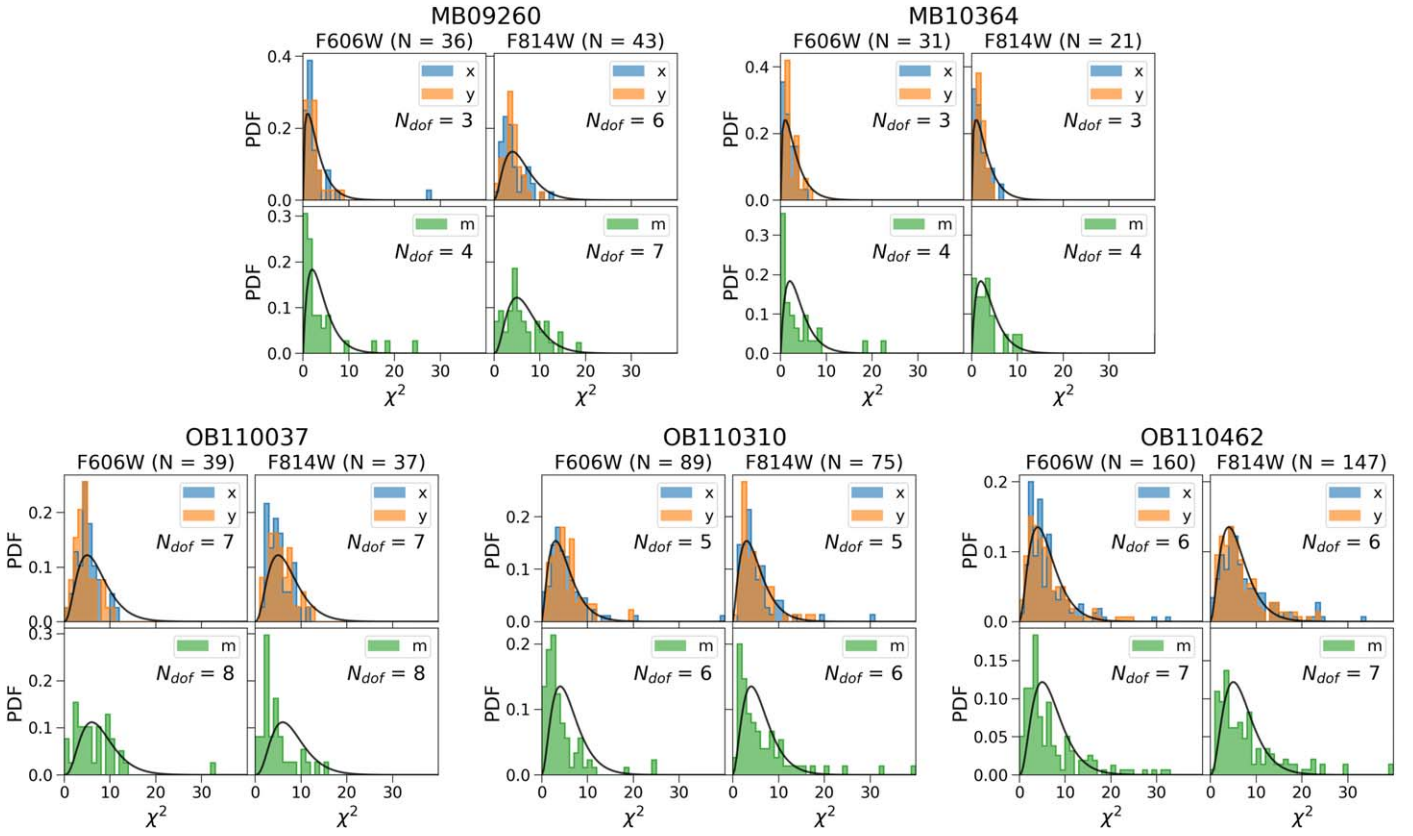 MB09260
F606W (N = 36) F814W (N = 43)
0.4
0.2
0.0
PDF
x
y
N_dof = 3
x
y
N_dof = 6
0.3
0.2
0.1
0.0
PDF
m
N_dof = 4
m
N_dof = 7
0 10 20 30 0 10 20 30
χ² χ²
MB10364
F606W (N = 31) F814W (N = 21)
0.4
0.2
0.0
PDF
x
y
N_dof = 3
x
y
N_dof = 3
0.3
0.2
0.1
0.0
PDF
m
N_dof = 4
m
N_dof = 4
0 10 20 30 0 10 20 30
χ² χ²
OB110037
F606W (N = 39) F814W (N = 37)
0.2
0.1
0.0
PDF
x
y
N_dof = 7
x
y
N_dof = 7
0.3
0.2
0.1
0.0
PDF
m
N_dof = 8
m
N_dof = 8
0 10 20 30 0 10 20 30
χ² χ²
OB110310
F606W (N = 89) F814W (N = 75)
0.2
0.1
0.0
PDF
x
y
N_dof = 5
x
y
N_dof = 5
0.2
0.1
0.0
PDF
m
N_dof = 6
m
N_dof = 6
0 10 20 30 0 10 20 30
χ² χ²
OB110462
F606W (N = 160) F814W (N = 147)
0.2
0.1
0.0
PDF
x
y
N_dof = 6
x
y
N_dof = 6
0.15
0.10
0.05
0.00
PDF
m
N_dof = 7
m
N_dof = 7
0 10 20 30 0 10 20 30
χ² χ²